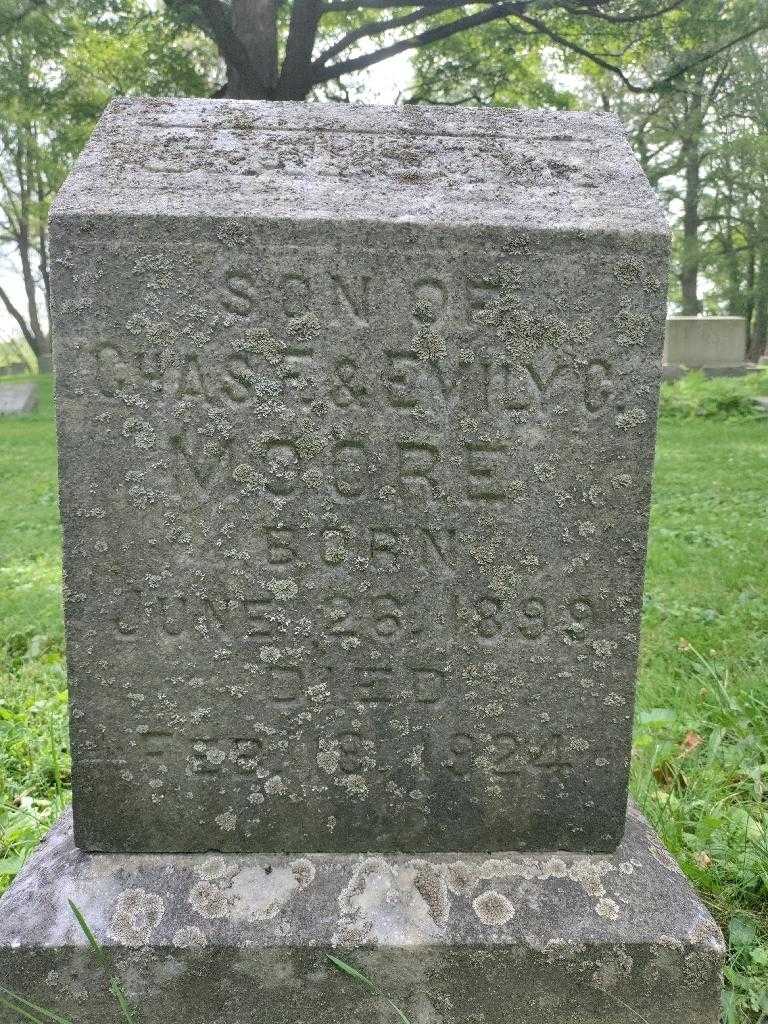 SON OF
CHAS. F. & EMILY C.
MOORE
BORN
JUNE 26, 1899
DIED
FEB. 18, 1924